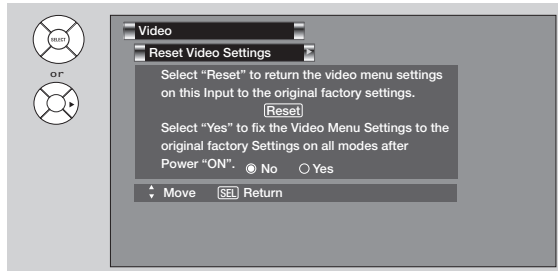 SELECT
or
Video
Reset Video Settings
Select “Reset” to return the video menu settings
on this Input to the original factory settings.
Reset
Select “Yes” to fix the Video Menu Settings to the
original factory Settings on all modes after
Power “ON”. No Yes
Move SEL Return